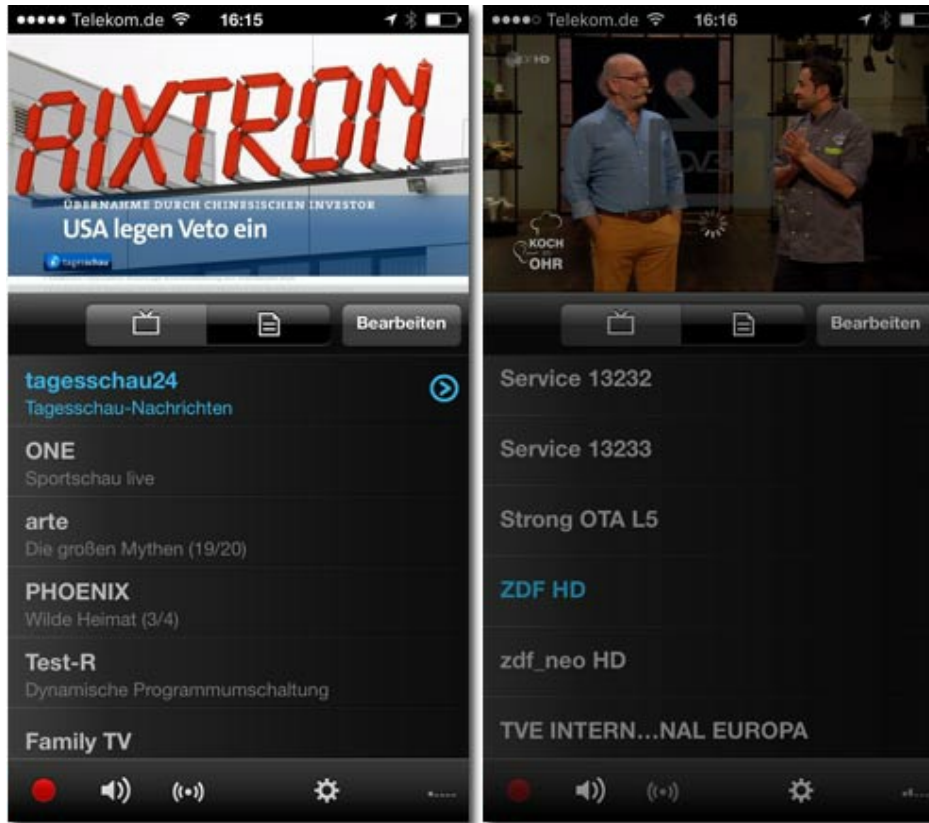 Telekom.de 16:15
AIXTRON
ÜBERNAHME DURCH CHINESISCHEN INVESTOR
USA legen Veto ein
tagesschau
Bearbeiten
tagesschau24
Tagesschau-Nachrichten
ONE
Sportschau live
arte
Die großen Mythen (19/20)
PHOENIX
Wilde Heimat (3/4)
Test-R
Dynamische Programmumschaltung
Family TV
Telekom.de 16:16
KOCH
IM
OHR
Bearbeiten
Service 13232
Service 13233
Strong OTA L5
ZDF HD
zdf_neo HD
TVE INTERN...NAL EUROPA